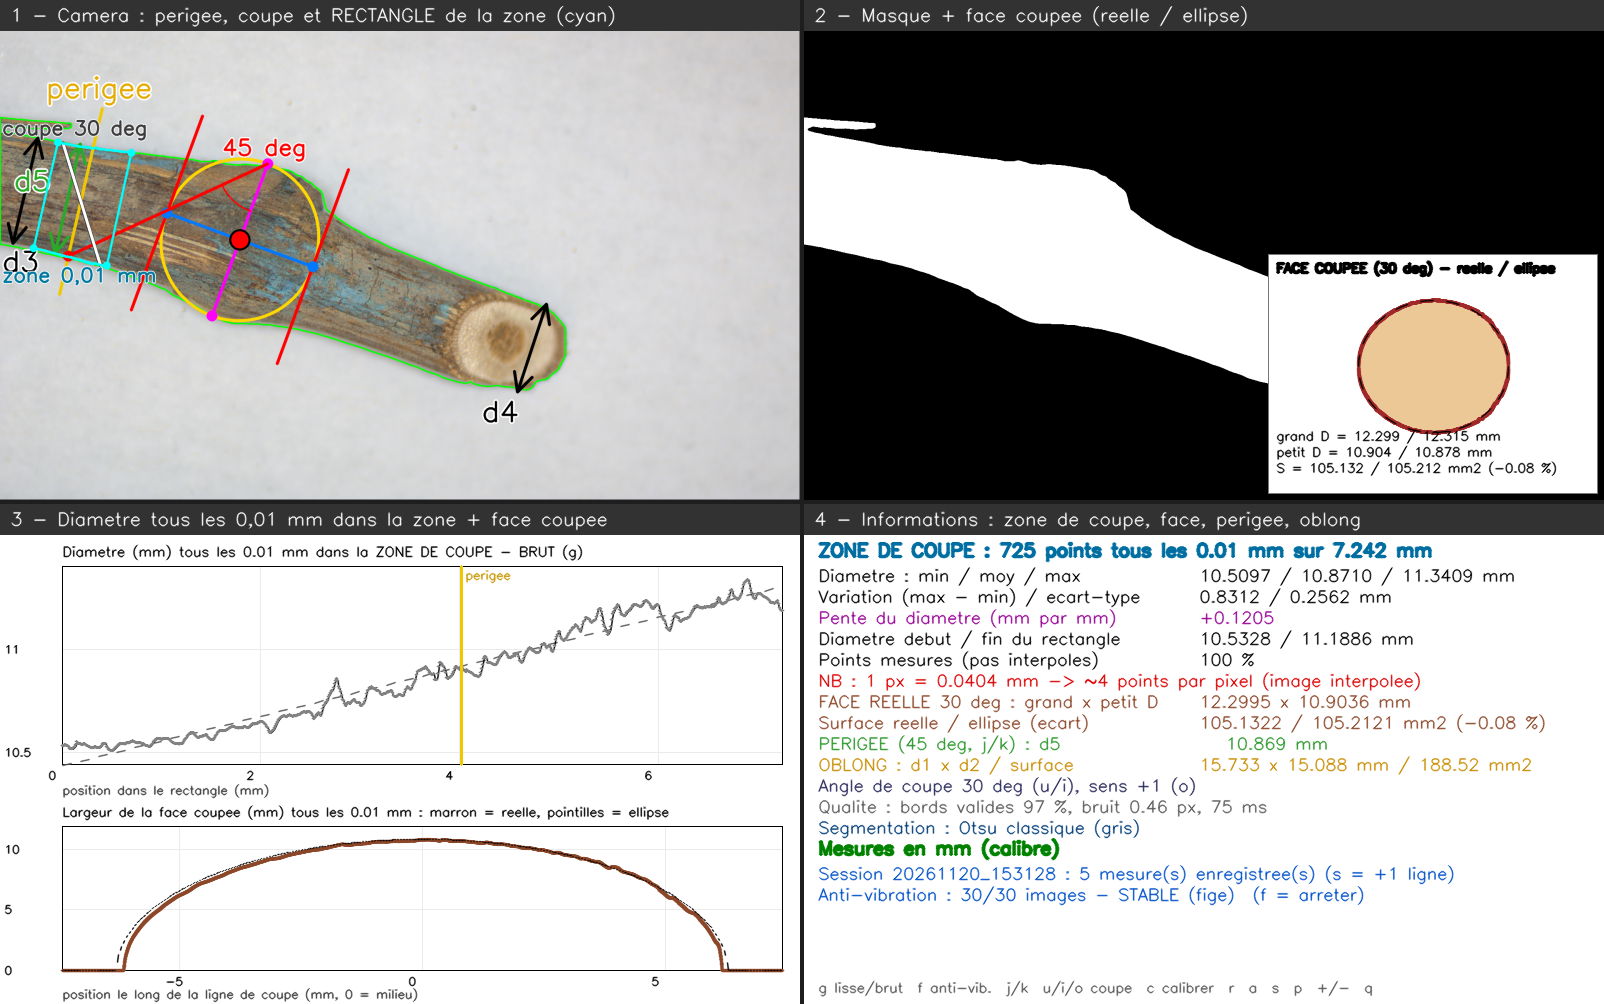 1 - Camera : perigee, coupe et RECTANGLE de la zone (cyan)
perigee
coupe 30 deg
45 deg
d5
d3
zone 0,01 mm
d4
2 - Masque + face coupee (reelle / ellipse)
FACE COUPEE (30 deg) - reelle / ellipse
grand D = 12.299 / 12.315 mm
petit D = 10.904 / 10.878 mm
S = 105.132 / 105.212 mm2 (-0.08 %)
3 - Diametre tous les 0,01 mm dans la zone + face coupee
Diametre (mm) tous les 0.01 mm dans la ZONE DE COUPE - BRUT (g)
perigee
11
10.5
0 2 4 6
position dans le rectangle (mm)
Largeur de la face coupee (mm) tous les 0.01 mm : marron = reelle, pointilles = ellipse
10
5
0
-5 0 5
position le long de la ligne de coupe (mm, 0 = milieu)
4 - Informations : zone de coupe, face, perigee, oblong
ZONE DE COUPE : 725 points tous les 0.01 mm sur 7.242 mm
Diametre : min / moy / max 10.5097 / 10.8710 / 11.3409 mm
Variation (max - min) / ecart-type 0.8312 / 0.2562 mm
Pente du diametre (mm par mm) +0.1205
Diametre debut / fin du rectangle 10.5328 / 11.1886 mm
Points mesures (pas interpoles) 100 %
NB : 1 px = 0.0404 mm -> ~4 points par pixel (image interpolee)
FACE REELLE 30 deg : grand x petit D 12.2995 x 10.9036 mm
Surface reelle / ellipse (ecart) 105.1322 / 105.2121 mm2 (-0.08 %)
PERIGEE (45 deg, j/k) : d5 10.869 mm
OBLONG : d1 x d2 / surface 15.733 x 15.088 mm / 188.52 mm2
Angle de coupe 30 deg (u/i), sens +1 (o)
Qualite : bords valides 97 %, bruit 0.46 px, 75 ms
Segmentation : Otsu classique (gris)
Mesures en mm (calibre)
Session 20261120_153128 : 5 mesure(s) enregistree(s) (s = +1 ligne)
Anti-vibration : 30/30 images - STABLE (fige) (f = arreter)
g lisse/brut f anti-vib. j/k u/i/o coupe c calibrer r a s p +/- q